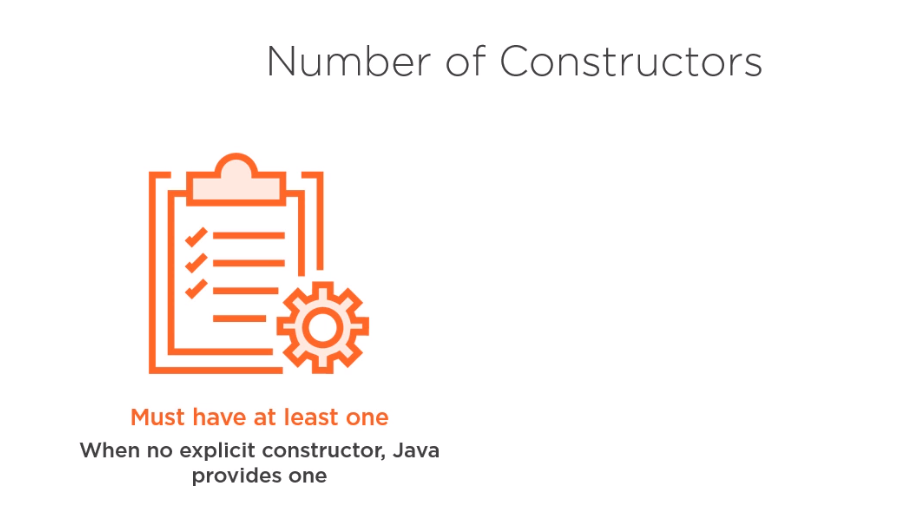 Number of Constructors
Must have at least one
When no explicit constructor, Java
provides one